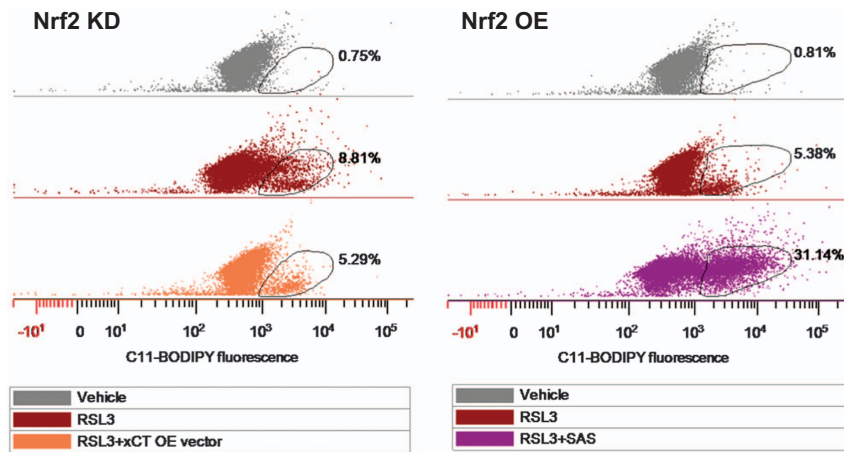 Nrf2 KD
0.75%
8.81%
5.29%
-10¹ 0 10¹ 10² 10³ 10⁴ 10⁵
C11-BODIPY fluorescence
Vehicle
RSL3
RSL3+xCT OE vector
Nrf2 OE
0.81%
5.38%
31.14%
-10¹ 0 10¹ 10² 10³ 10⁴ 10⁵
C11-BODIPY fluorescence
Vehicle
RSL3
RSL3+SAS